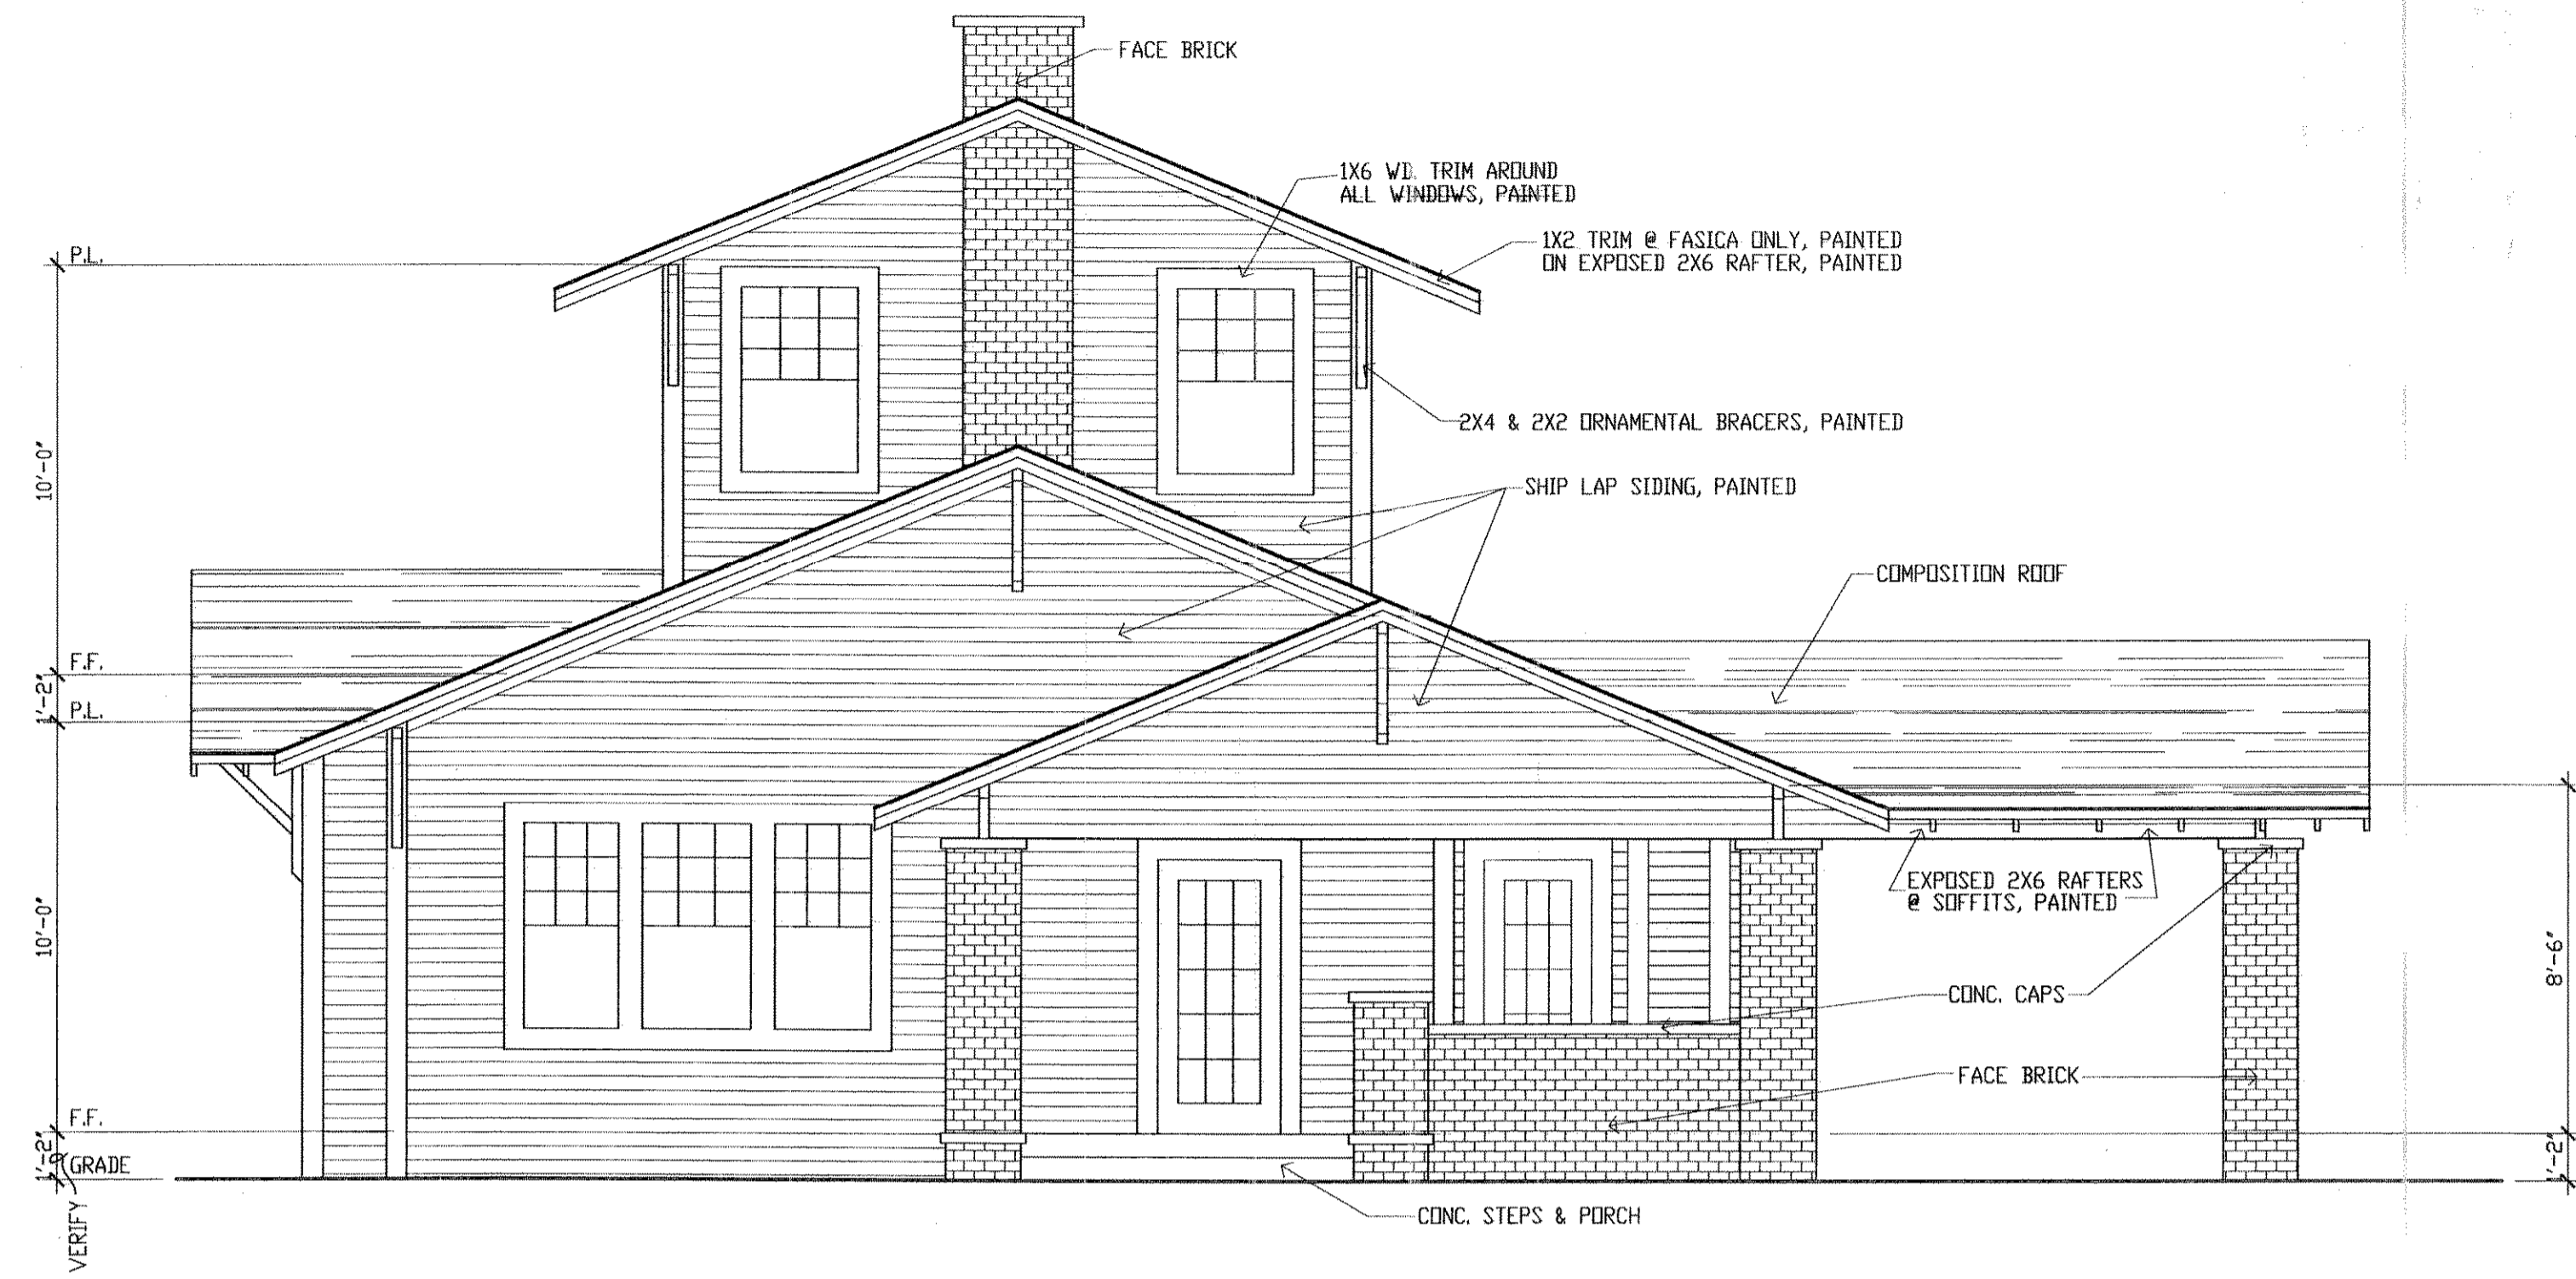 FACE BRICK
1X6 WD. TRIM AROUND
ALL WINDOWS, PAINTED
1X2 TRIM @ FASICA ONLY, PAINTED
ON EXPOSED 2X6 RAFTER, PAINTED
P.L.
2X4 & 2X2 ORNAMENTAL BRACERS, PAINTED
10'-0"
SHIP LAP SIDING, PAINTED
COMPOSITION ROOF
F.F.
1'-2"
P.L.
EXPOSED 2X6 RAFTERS
@ SOFFITS, PAINTED
10'-0"
8'-6"
CONC. CAPS
FACE BRICK
F.F.
1'-2"
GRADE
1'-2"
VERIFY
CONC. STEPS & PORCH